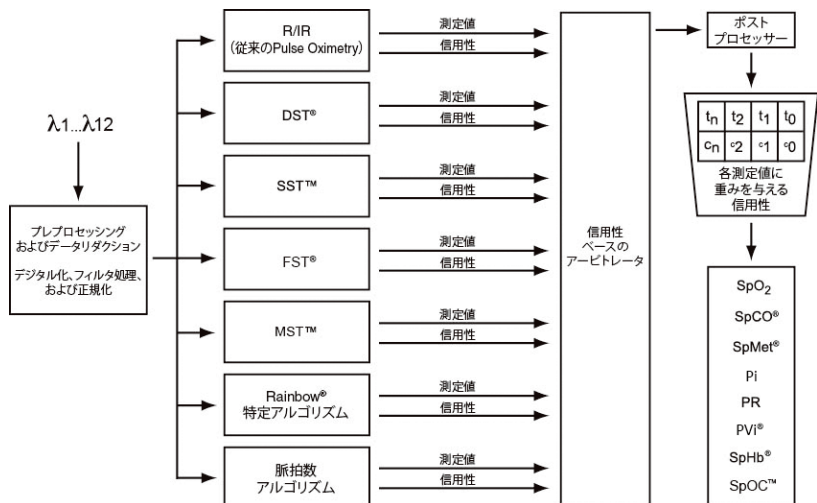 λ1...λ12
プレプロセッシング
およびデータリダクション
デジタル化、フィルタ処理、
および正規化
R/IR
（従来のPulse Oximetry）
測定値
信用性
DST®
測定値
信用性
SST™
測定値
信用性
FST®
測定値
信用性
MST™
測定値
信用性
Rainbow®
特定アルゴリズム
測定値
信用性
脈拍数
アルゴリズム
測定値
信用性
信用性
ベースの
アービトレータ
ポスト
プロセッサー
tn t2 t1 t0
cn c2 c1 c0
各測定値に
重みを与える
信用性
SpO₂
SpCO®
SpMet®
Pi
PR
PVi®
SpHb®
SpOC™